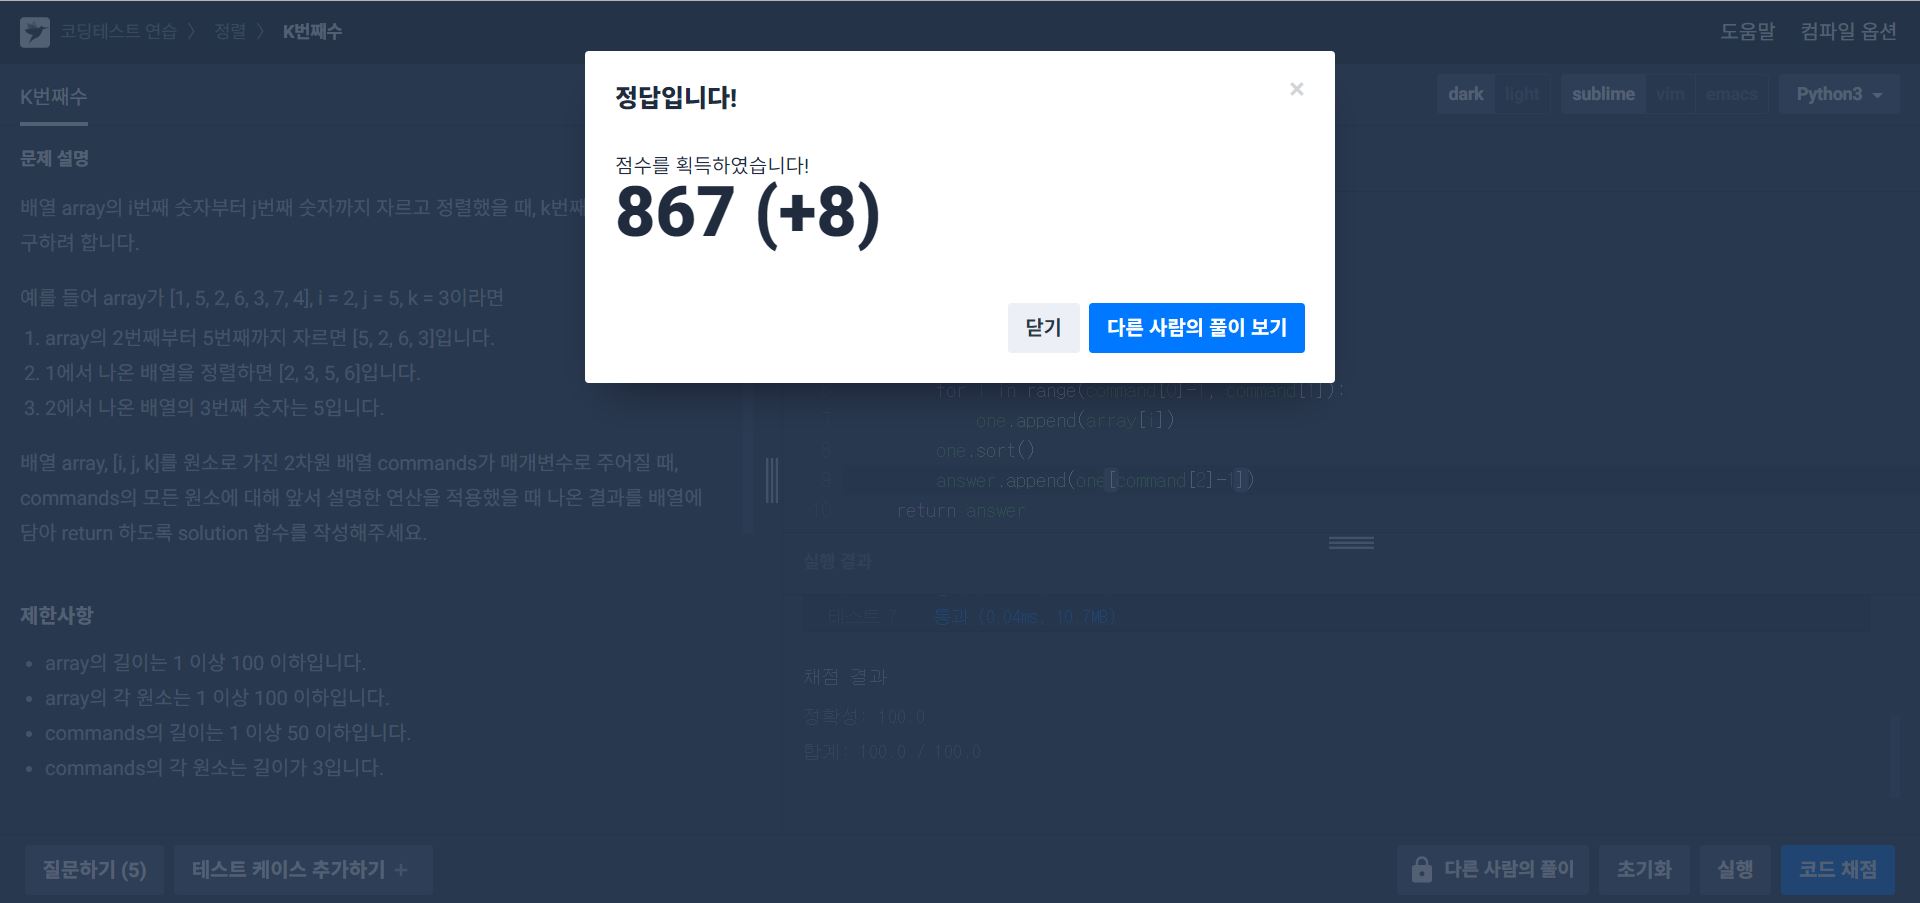 코딩테스트 연습 〉 정렬 〉 K번째수
도움말 컴파일 옵션
K번째수
dark light sublime vim emacs Python3
정답입니다!
×
점수를 획득하였습니다!
867 (+8)
닫기 다른 사람의 풀이 보기
문제 설명
배열 array의 i번째 숫자부터 j번째 숫자까지 자르고 정렬했을 때, k번째
구하려 합니다.
예를 들어 array가 [1, 5, 2, 6, 3, 7, 4], i = 2, j = 5, k = 3이라면
1. array의 2번째부터 5번째까지 자르면 [5, 2, 6, 3]입니다.
2. 1에서 나온 배열을 정렬하면 [2, 3, 5, 6]입니다.
3. 2에서 나온 배열의 3번째 숫자는 5입니다.
배열 array, [i, j, k]를 원소로 가진 2차원 배열 commands가 매개변수로 주어질 때,
commands의 모든 원소에 대해 앞서 설명한 연산을 적용했을 때 나온 결과를 배열에
담아 return 하도록 solution 함수를 작성해주세요.
제한사항
• array의 길이는 1 이상 100 이하입니다.
• array의 각 원소는 1 이상 100 이하입니다.
• commands의 길이는 1 이상 50 이하입니다.
• commands의 각 원소는 길이가 3입니다.
for i in range(command[0]-1, command[1]):
7 one.append(array[i])
8 one.sort()
9 answer.append(one[command[2]-1])
10 return answer
실행 결과
테스트 7 통과 (0.04ms, 10.7MB)
채점 결과
정확성: 100.0
합계: 100.0 / 100.0
질문하기 (5) 테스트 케이스 추가하기 +
다른 사람의 풀이 초기화 실행 코드 채점